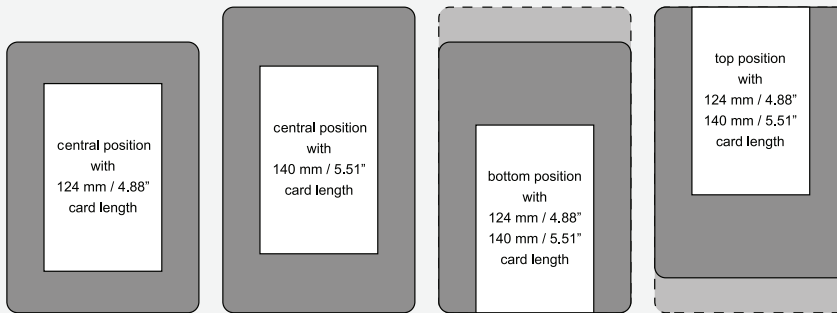 central position
with
124 mm / 4.88”
card length
central position
with
140 mm / 5.51”
card length
bottom position
with
124 mm / 4.88”
140 mm / 5.51”
card length
top position
with
124 mm / 4.88”
140 mm / 5.51”
card length